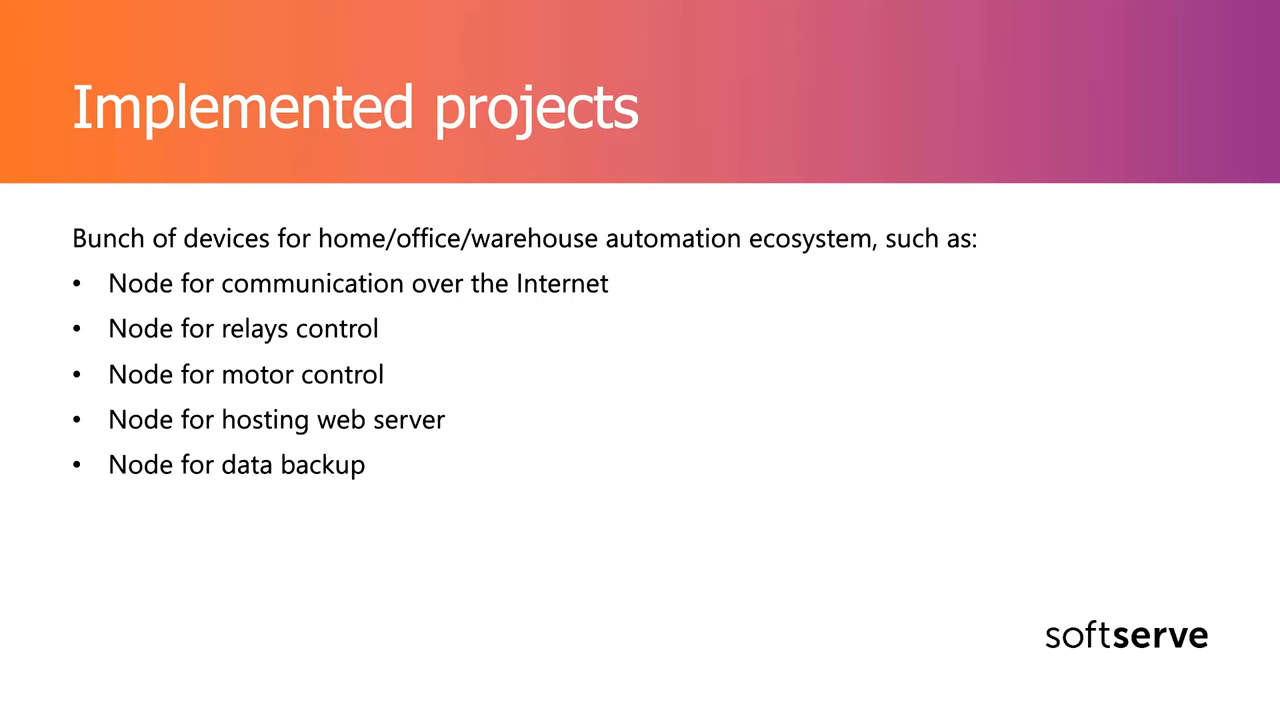 Implemented projects
Bunch of devices for home/office/warehouse automation ecosystem, such as:
• Node for communication over the Internet
• Node for relays control
• Node for motor control
• Node for hosting web server
• Node for data backup
softserve